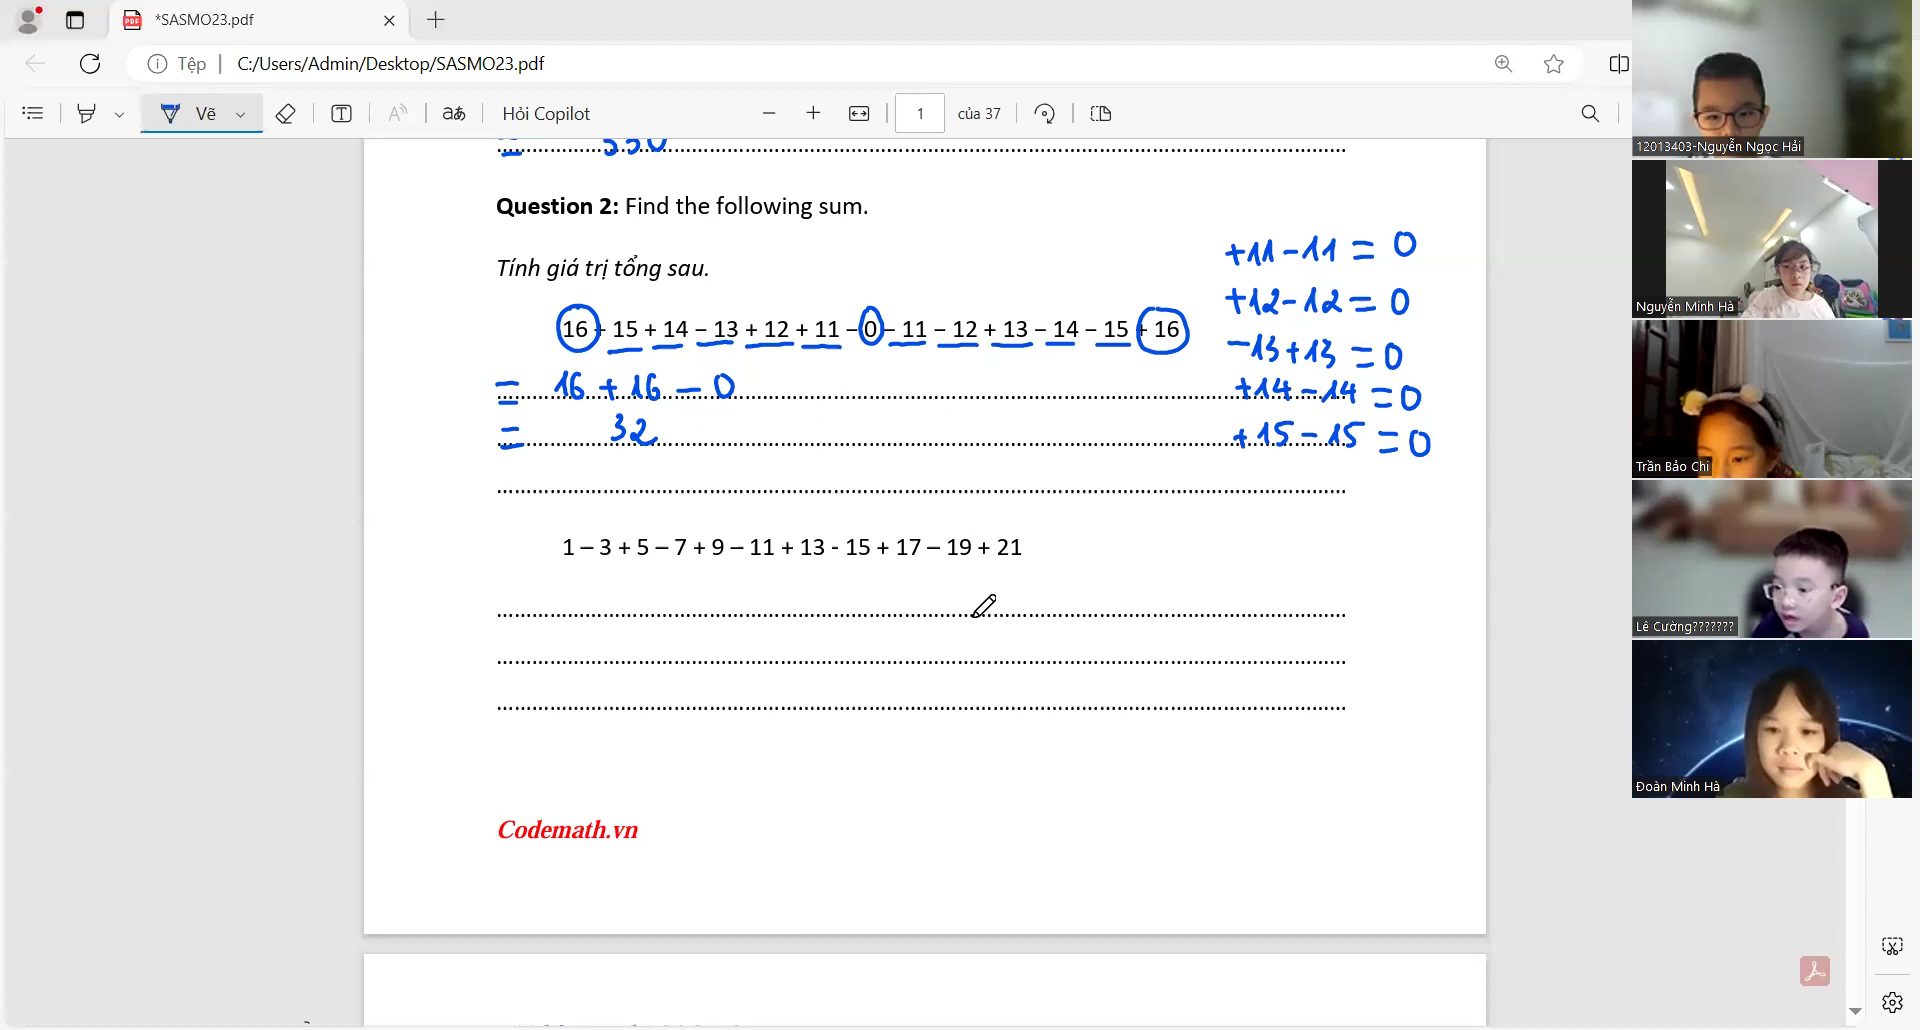 *SASMO23.pdf
Tệp C:/Users/Admin/Desktop/SASMO23.pdf
Vẽ Hỏi Copilot 1 của 37
= 550
Question 2: Find the following sum.
Tính giá trị tổng sau.
16 + 15 + 14 – 13 + 12 + 11 – 0 – 11 – 12 + 13 – 14 – 15 + 16
= 16 + 16 – 0
= 32
+11 – 11 = 0
+12 – 12 = 0
–13 + 13 = 0
+14 – 14 = 0
+15 – 15 = 0
1 – 3 + 5 – 7 + 9 – 11 + 13 - 15 + 17 – 19 + 21
Codemath.vn
12013403-Nguyễn Ngọc Hải
Nguyễn Minh Hà
Trần Bảo Chi
Lê Cường???????
Đoàn Minh Hà